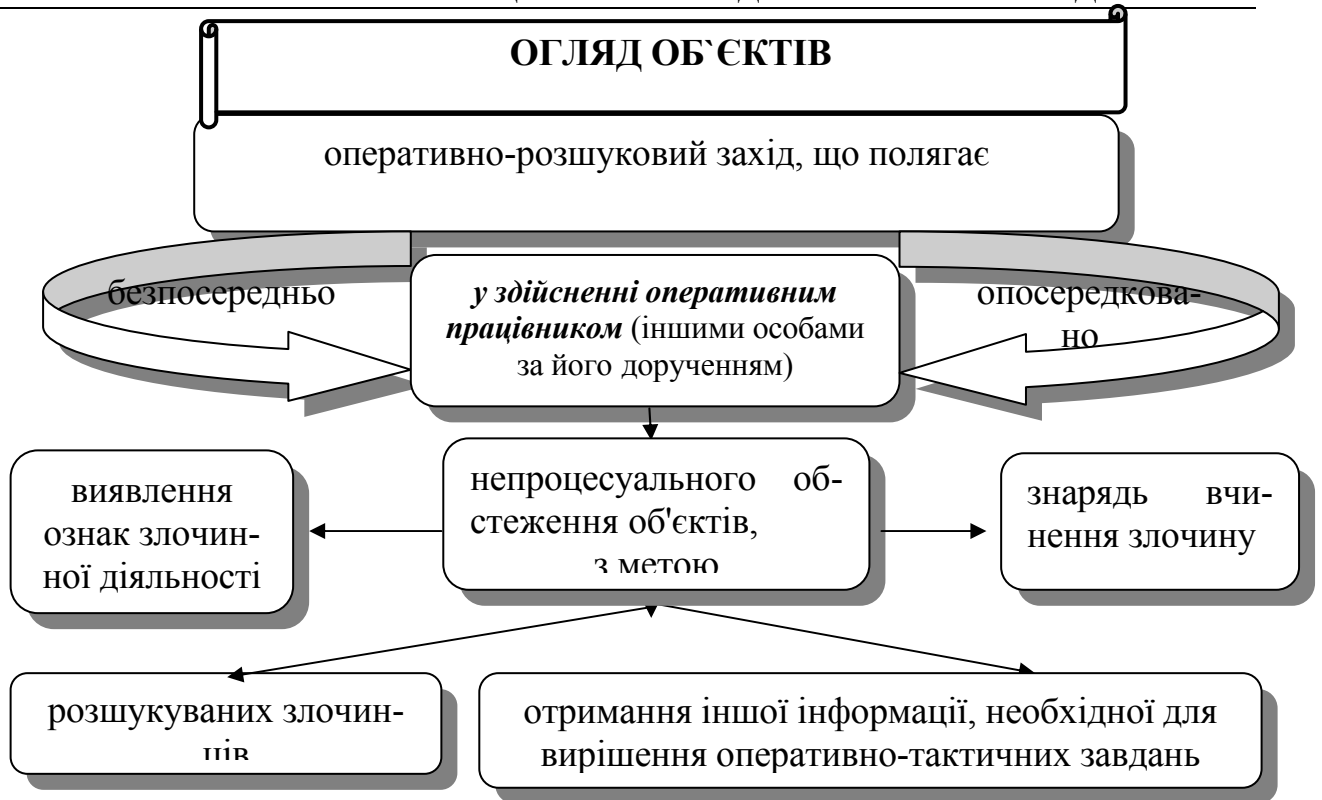 ОГЛЯД ОБ`ЄКТІВ
оперативно-розшуковий захід, що полягає
безпосередньо
у здійсненні оперативним
працівником (іншими особами
за його дорученням)
опосередкова-
но
виявлення
ознак злочин-
ної діяльності
непроцесуального об-
стеження об'єктів,
з метою
знарядь вчи-
нення злочину
розшукуваних злочин-
ців
отримання іншої інформації, необхідної для
вирішення оперативно-тактичних завдань